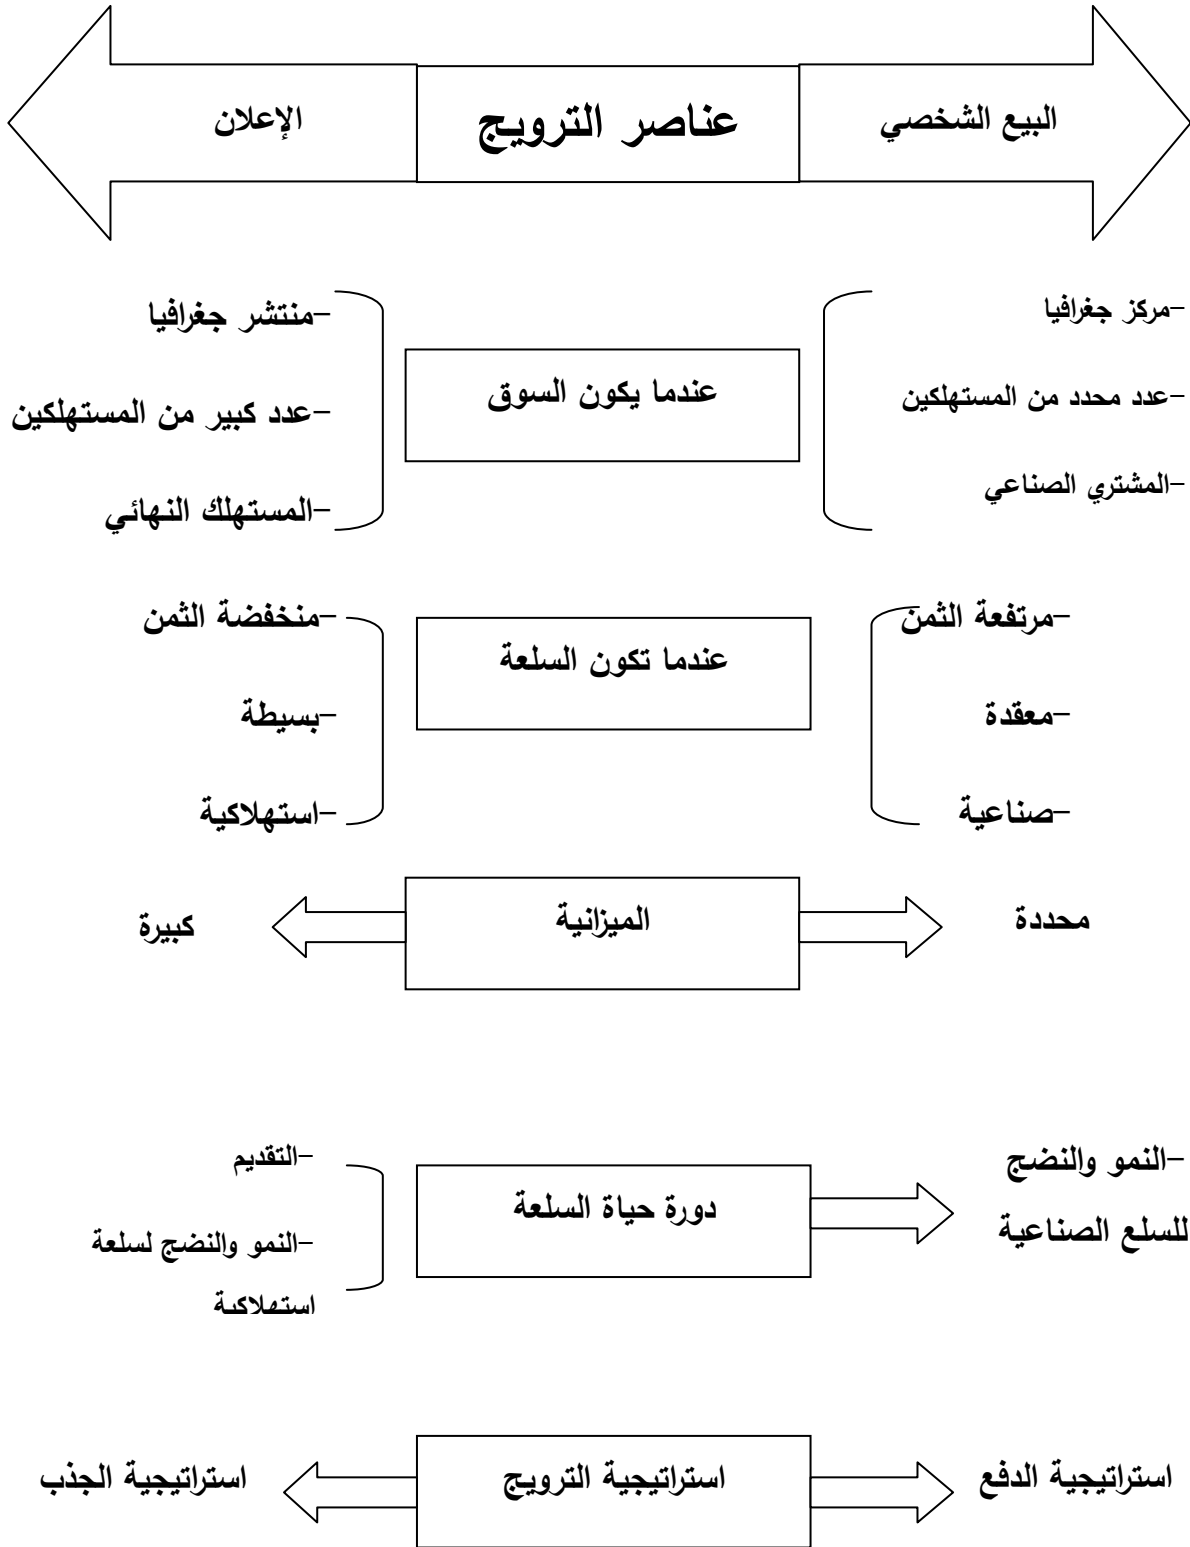 البيع الشخصي
عناصر الترويج
الإعلان
-مركز جغرافيا
-عدد محدد من المستهلكين
-المشتري الصناعي
عندما يكون السوق
-منتشر جغرافيا
-عدد كبير من المستهلكين
-المستهلك النهائي
-مرتفعة الثمن
-معقدة
-صناعية
عندما تكون السلعة
-منخفضة الثمن
-بسيطة
-استهلاكية
محددة
الميزانية
كبيرة
-النمو والنضج
للسلع الصناعية
دورة حياة السلعة
-التقديم
-النمو والنضج لسلعة
استهلاكية
استراتيجية الدفع
استراتيجية الترويج
استراتيجية الجذب